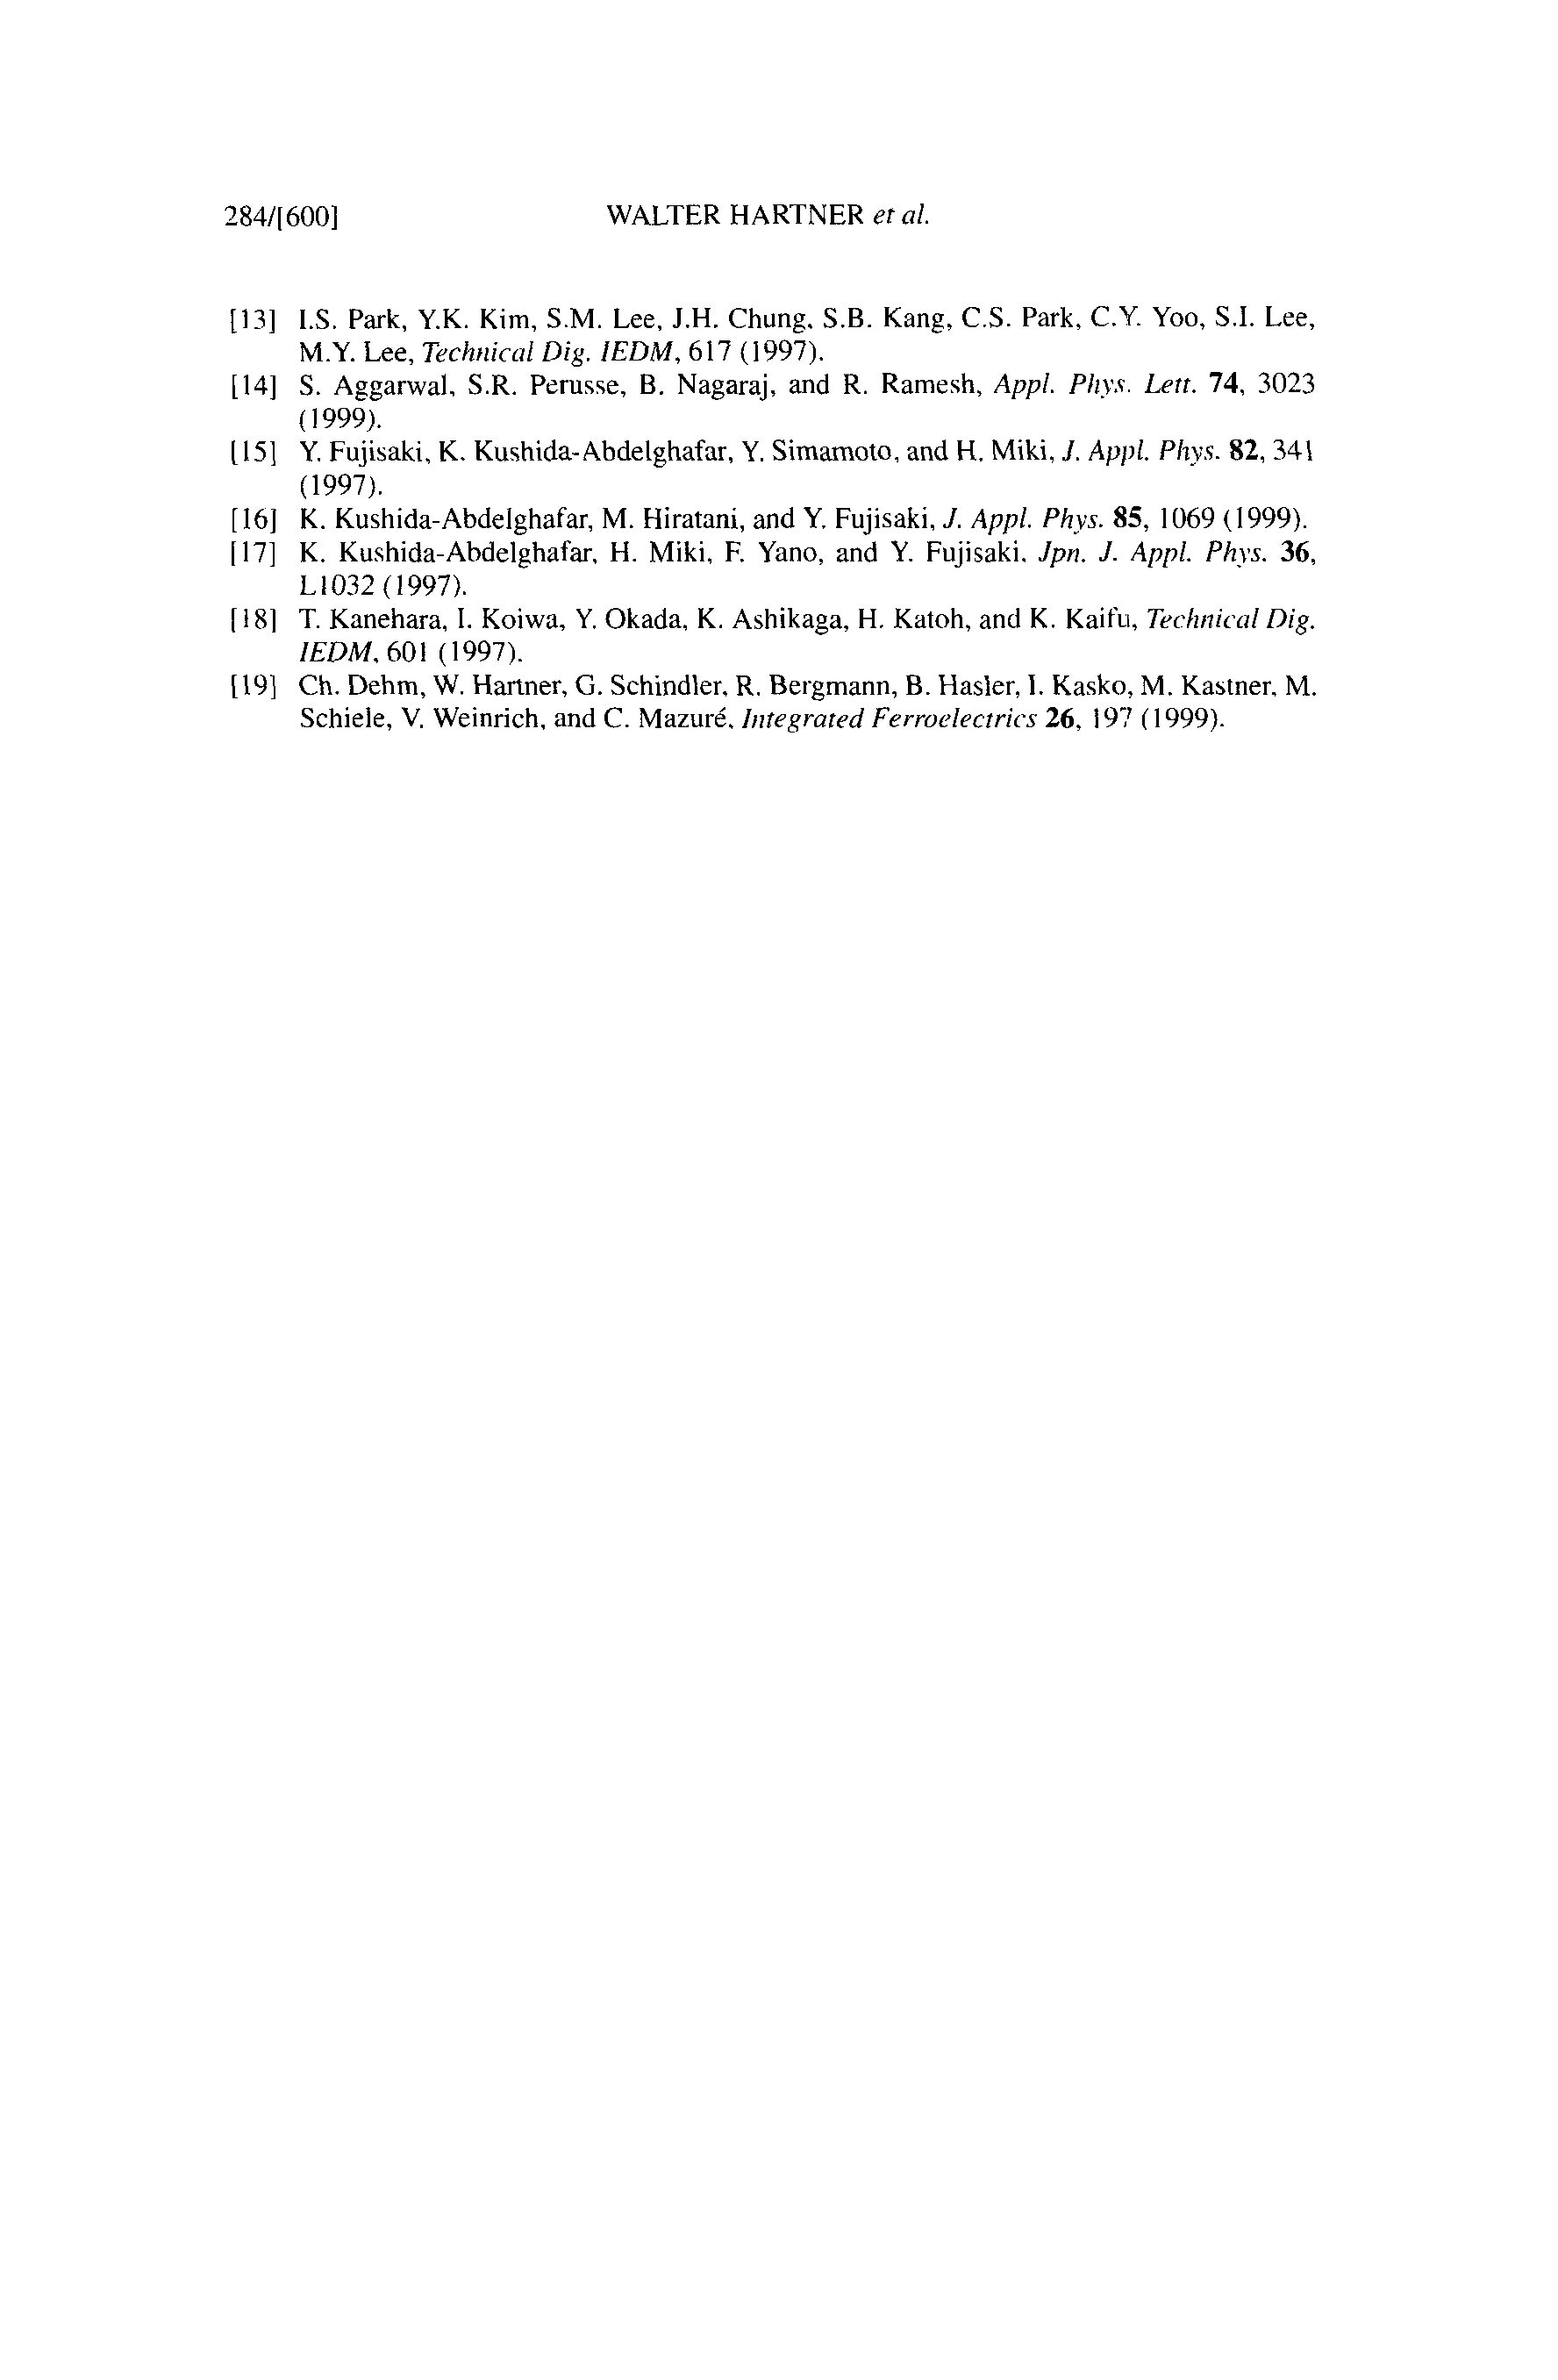 284/[600] WALTER HARTNER et al.
[13] I.S. Park, Y.K. Kim, S.M. Lee, J.H. Chung, S.B. Kang, C.S. Park, C.Y. Yoo, S.I. Lee,
M.Y. Lee, Technical Dig. IEDM, 617 (1997).
[14] S. Aggarwal, S.R. Perusse, B. Nagaraj, and R. Ramesh, Appl. Phys. Lett. 74, 3023
(1999).
[15] Y. Fujisaki, K. Kushida-Abdelghafar, Y. Simamoto, and H. Miki, J. Appl. Phys. 82, 341
(1997).
[16] K. Kushida-Abdelghafar, M. Hiratani, and Y. Fujisaki, J. Appl. Phys. 85, 1069 (1999).
[17] K. Kushida-Abdelghafar, H. Miki, F. Yano, and Y. Fujisaki, Jpn. J. Appl. Phys. 36,
L1032 (1997).
[18] T. Kanehara, I. Koiwa, Y. Okada, K. Ashikaga, H. Katoh, and K. Kaifu, Technical Dig.
IEDM, 601 (1997).
[19] Ch. Dehm, W. Hartner, G. Schindler, R. Bergmann, B. Hasler, I. Kasko, M. Kastner, M.
Schiele, V. Weinrich, and C. Mazuré, Integrated Ferroelectrics 26, 197 (1999).